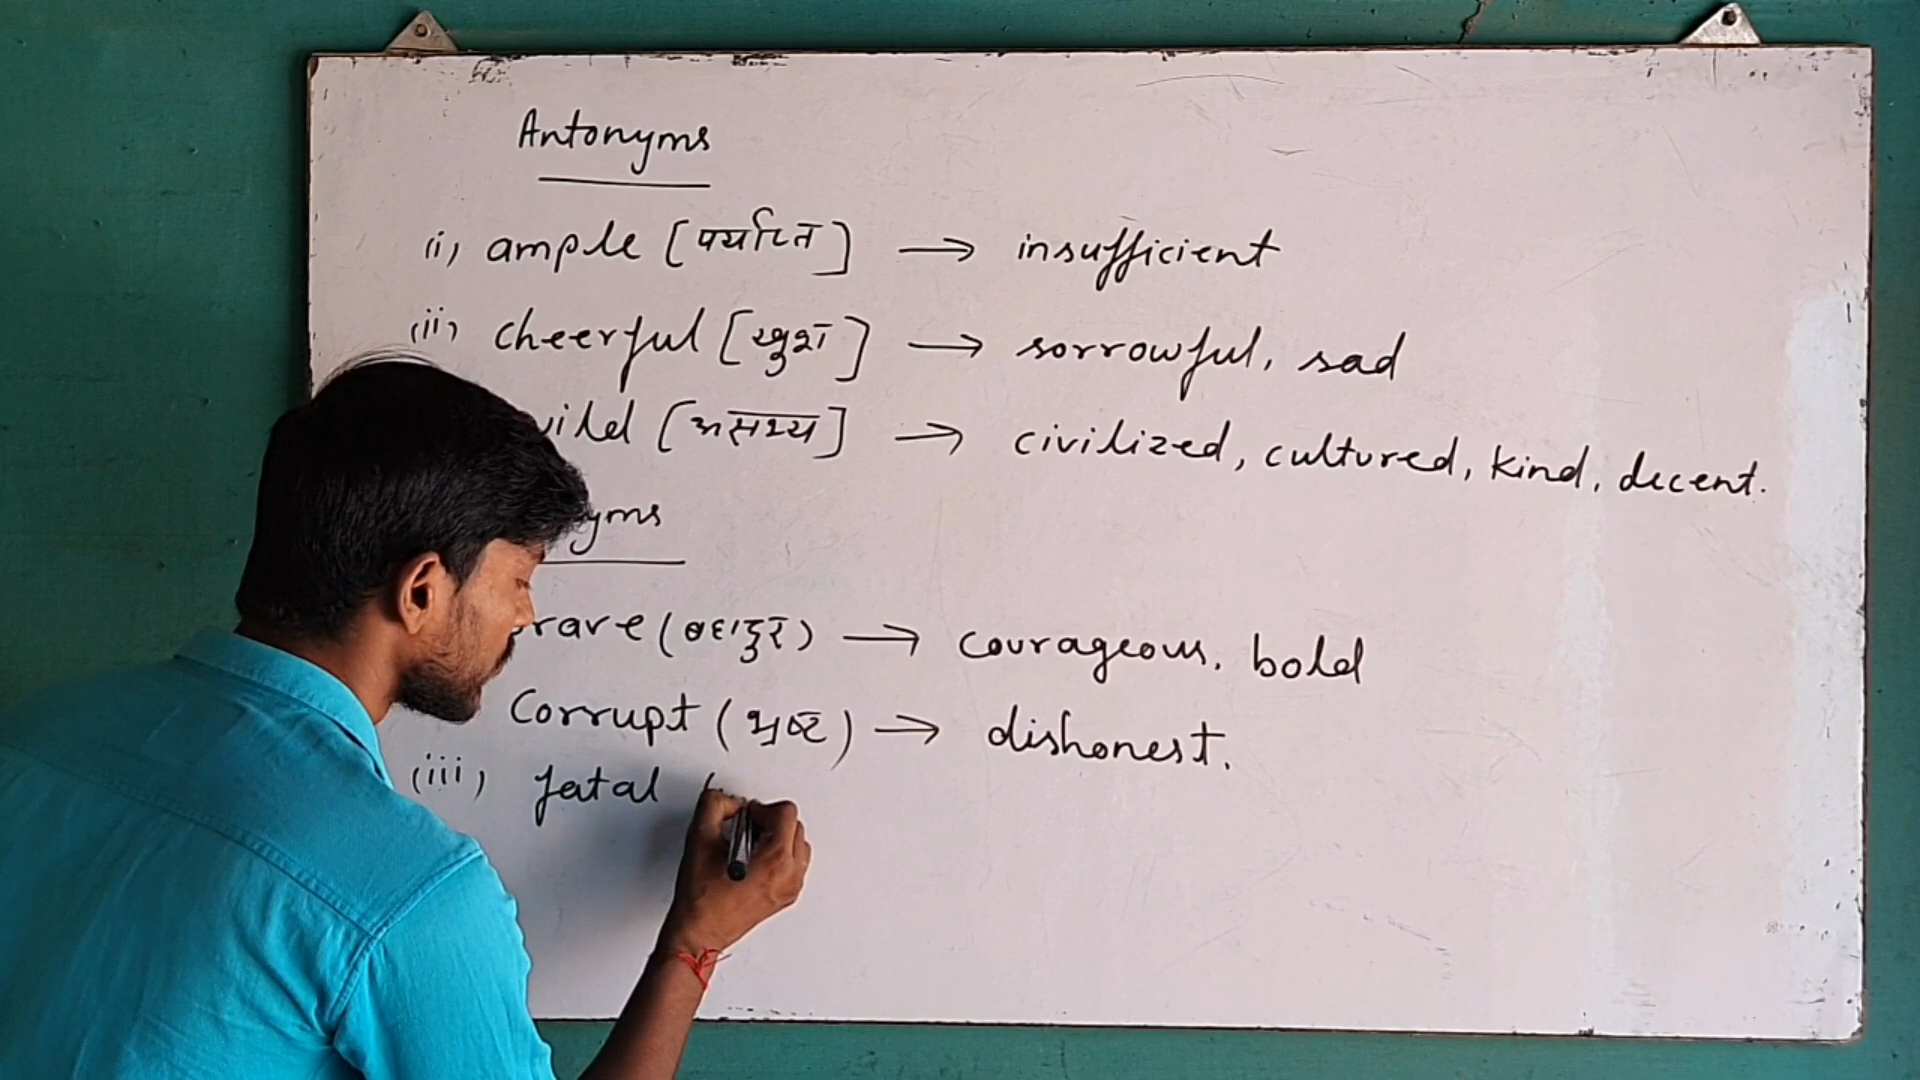 Antonyms
(i) ample [पर्याप्त] → insufficient
(ii) cheerful [खुश] → sorrowful, sad
wild [असभ्य] → civilized, cultured, kind, decent.
yms
brave (बहादुर) → courageous, bold
Corrupt (भ्रष्ट) → dishonest.
(iii) fatal (